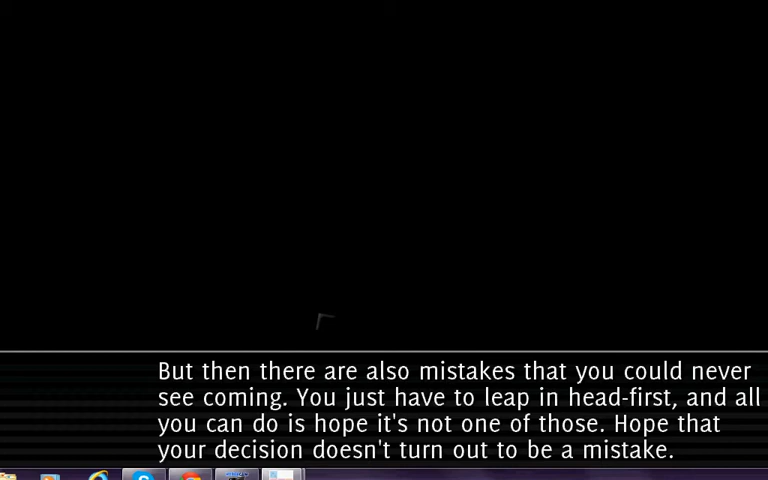 But then there are also mistakes that you could never
see coming. You just have to leap in head-first, and all
you can do is hope it's not one of those. Hope that
your decision doesn't turn out to be a mistake.